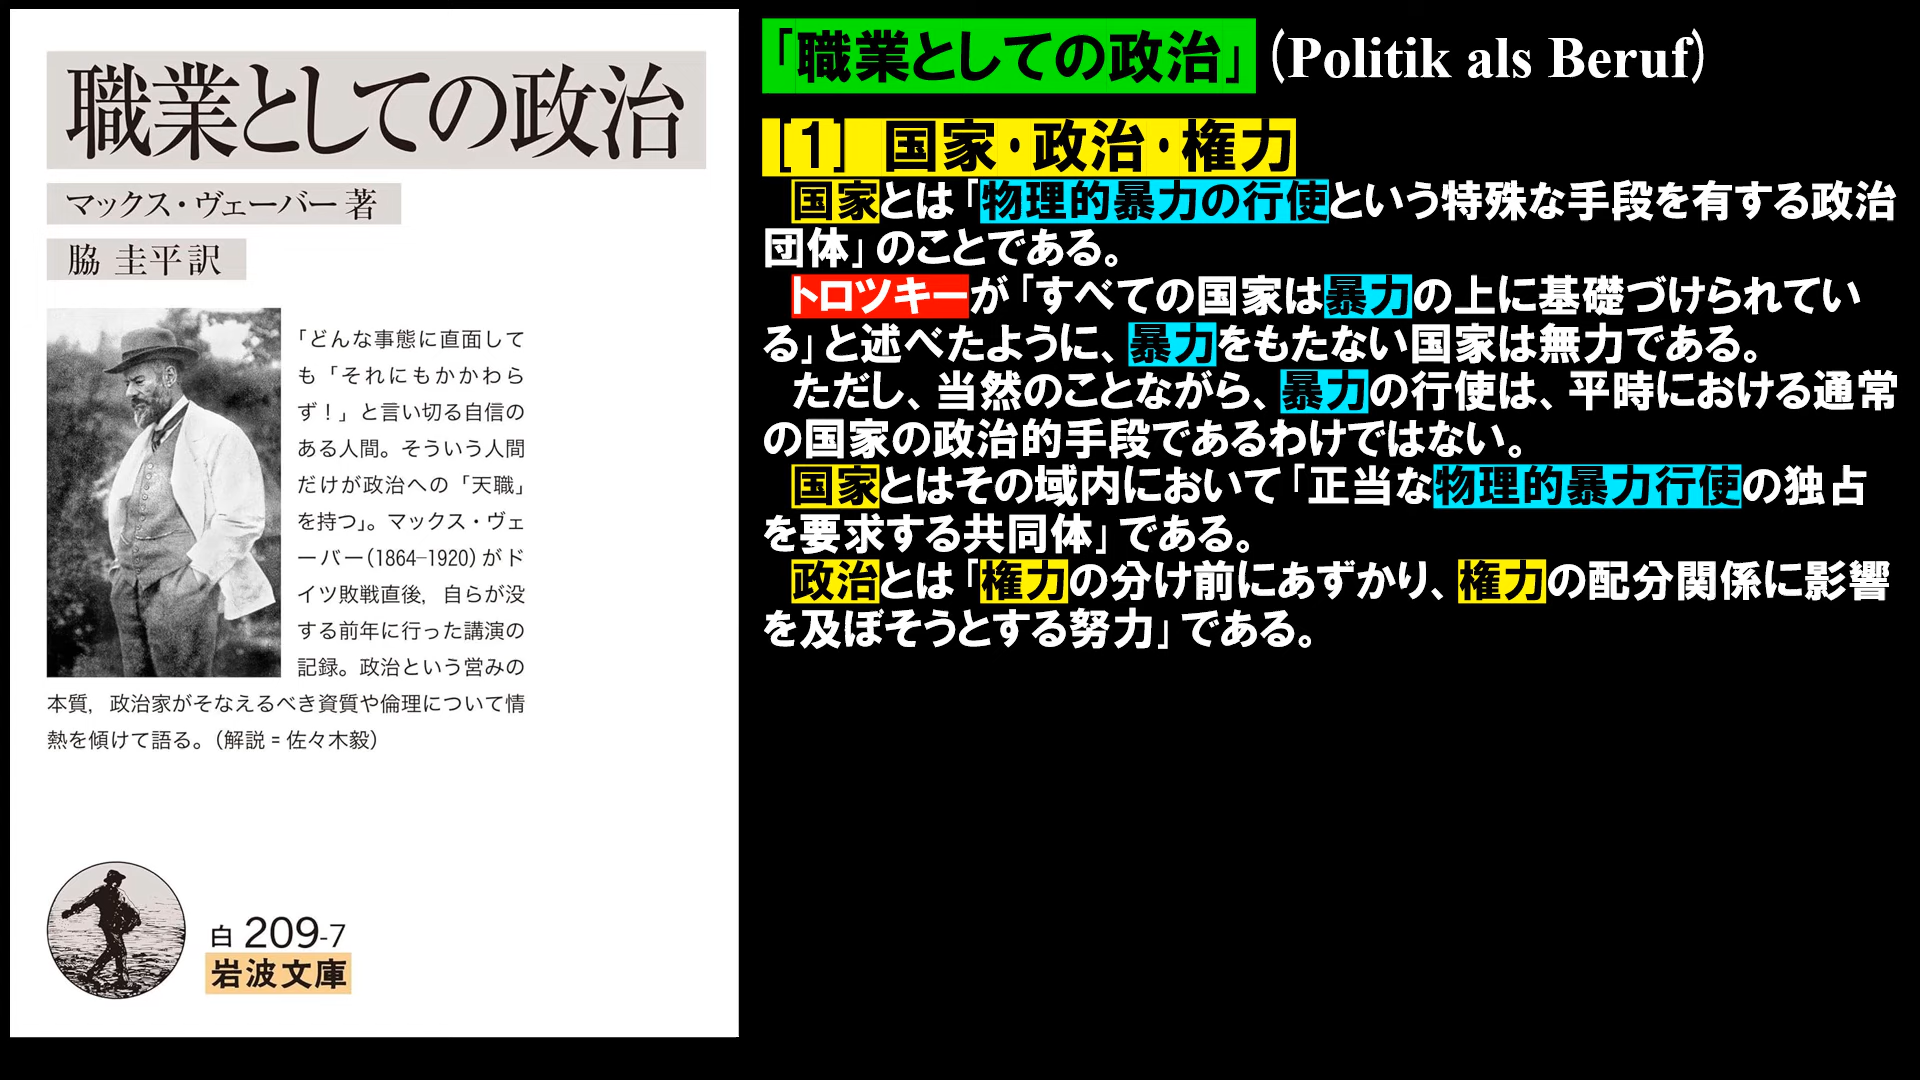 職業としての政治
マックス・ヴェーバー 著
脇 圭平 訳
「どんな事態に直面して
も「それにもかかわら
ず！」と言い切る自信の
ある人間。そういう人間
だけが政治への「天職」
を持つ」。マックス・ヴェ
ーバー(1864–1920)がド
イツ敗戦直後，自らが没
する前年に行った講演の
記録。政治という営みの
本質，政治家がそなえるべき資質や倫理について情
熱を傾けて語る。（解説＝佐々木毅）
白 209-7
岩波文庫
「職業としての政治」(Politik als Beruf)
[1] 国家・政治・権力
国家とは「物理的暴力の行使という特殊な手段を有する政治
団体」のことである。
トロツキーが「すべての国家は暴力の上に基礎づけられてい
る」と述べたように、暴力をもたない国家は無力である。
ただし、当然のことながら、暴力の行使は、平時における通常
の国家の政治的手段であるわけではない。
国家とはその域内において「正当な物理的暴力行使の独占
を要求する共同体」である。
政治とは「権力の分け前にあずかり、権力の配分関係に影響
を及ぼそうとする努力」である。